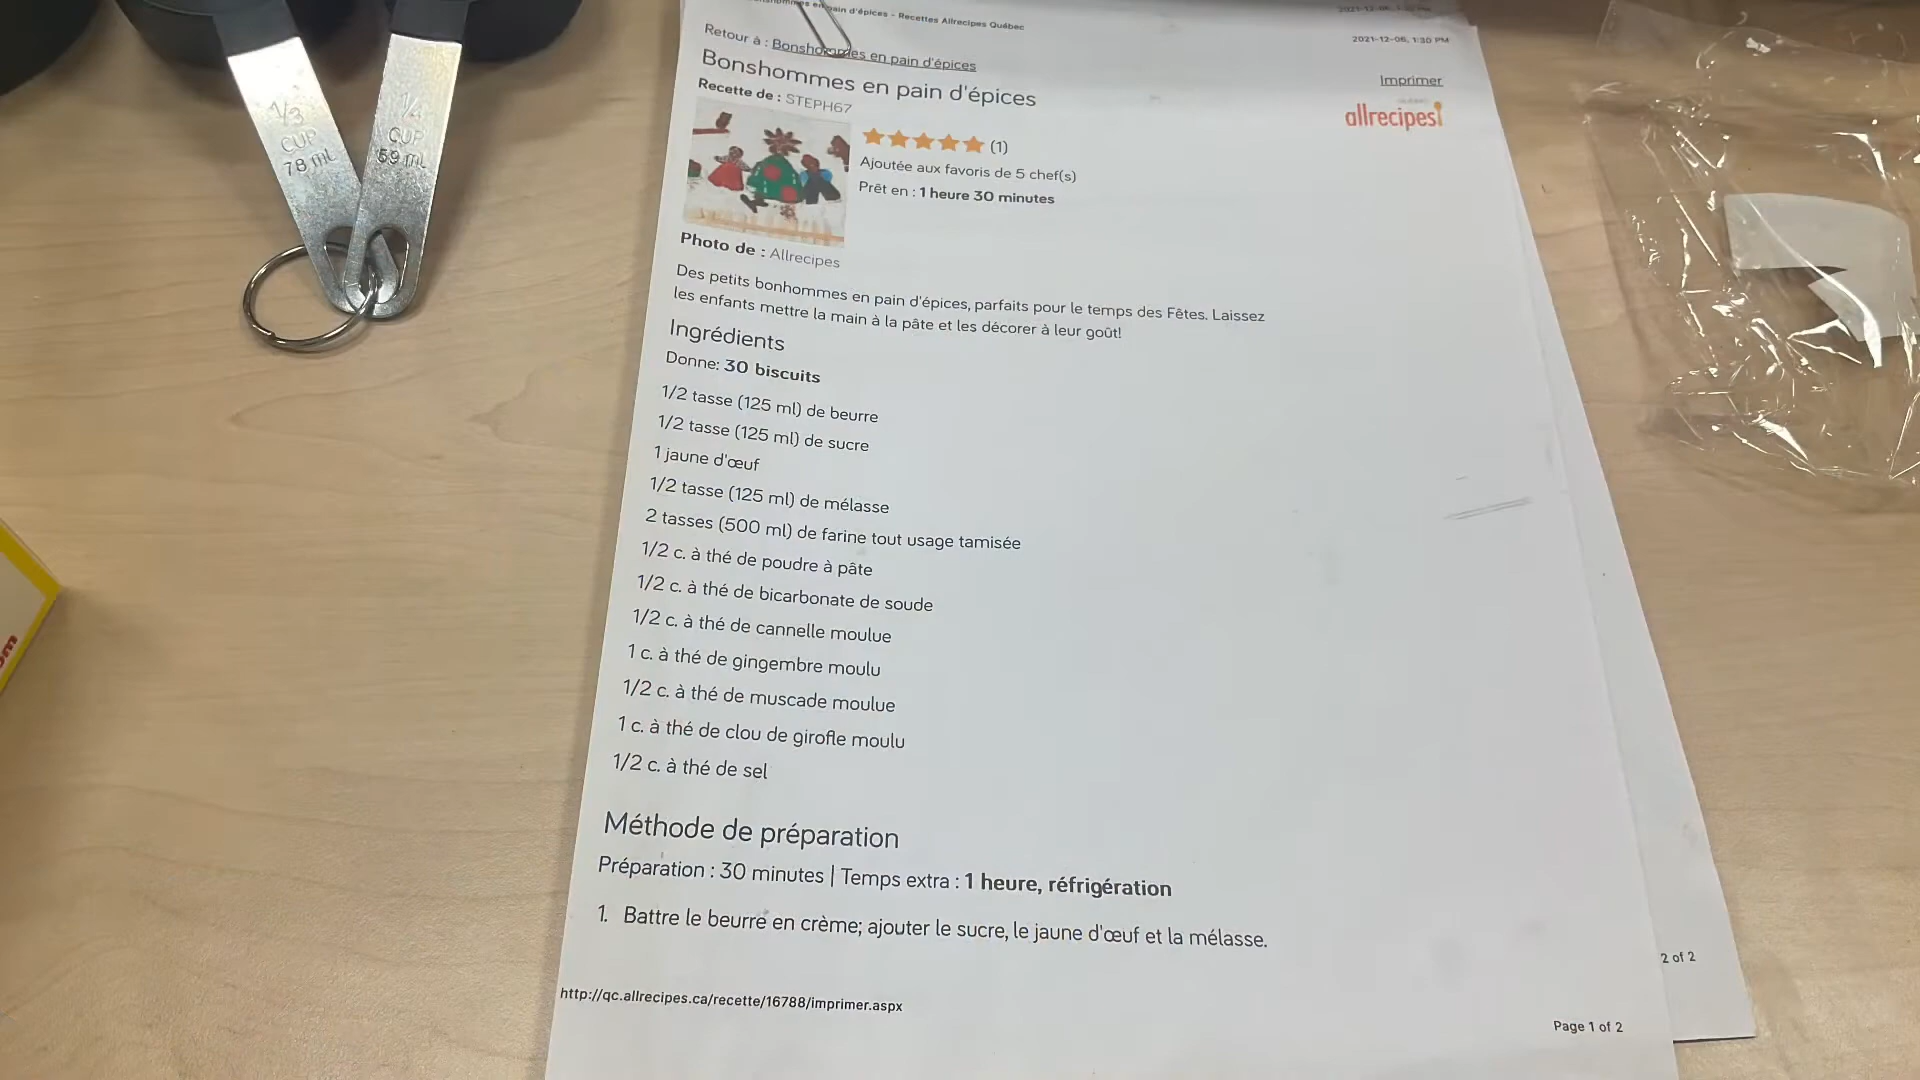 1/3
CUP
78 mL
1/4
CUP
59 mL
en pain d'épices - Recettes Allrecipes Québec
2021-12-06, 1:30 PM
Retour à : Bonshommes en pain d'épices
Imprimer
Bonshommes en pain d'épices
Recette de : STEPH67
allrecipes
(1)
Ajoutée aux favoris de 5 chef(s)
Prêt en : 1 heure 30 minutes
Photo de : Allrecipes
Des petits bonhommes en pain d'épices, parfaits pour le temps des Fêtes. Laissez
les enfants mettre la main à la pâte et les décorer à leur goût!
Ingrédients
Donne: 30 biscuits
1/2 tasse (125 ml) de beurre
1/2 tasse (125 ml) de sucre
1 jaune d'œuf
1/2 tasse (125 ml) de mélasse
2 tasses (500 ml) de farine tout usage tamisée
1/2 c. à thé de poudre à pâte
1/2 c. à thé de bicarbonate de soude
1/2 c. à thé de cannelle moulue
1 c. à thé de gingembre moulu
1/2 c. à thé de muscade moulue
1 c. à thé de clou de girofle moulu
1/2 c. à thé de sel
Méthode de préparation
Préparation : 30 minutes | Temps extra : 1 heure, réfrigération
1. Battre le beurre en crème; ajouter le sucre, le jaune d'œuf et la mélasse.
http://qc.allrecipes.ca/recette/16788/imprimer.aspx
Page 1 of 2
2 of 2